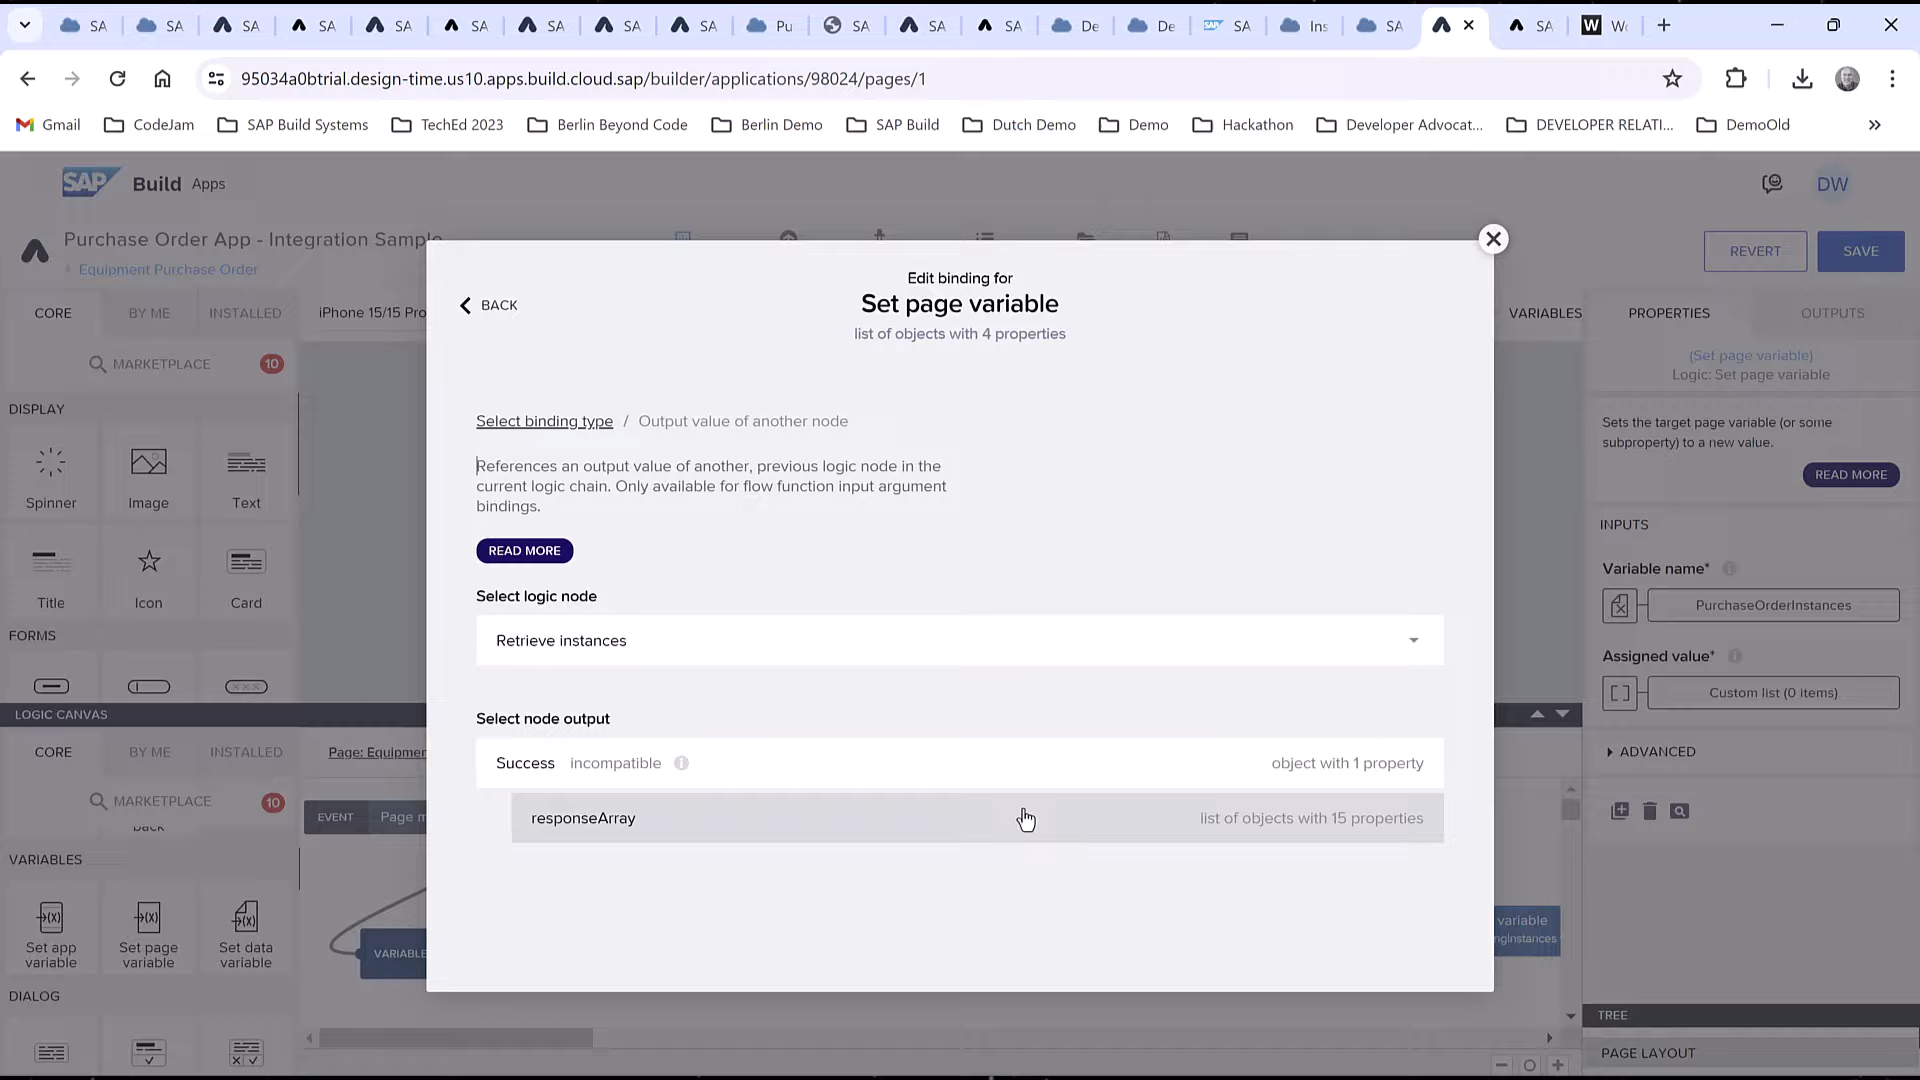 SA
SA
SA
SA
SA
SA
SA
SA
SA
Pu
SA
SA
SA
De
De
SA
Ins
SA
SA
W
95034a0btrial.design-time.us10.apps.build.cloud.sap/builder/applications/98024/pages/1
Gmail
CodeJam
SAP Build Systems
TechEd 2023
Berlin Beyond Code
Berlin Demo
SAP Build
Dutch Demo
Demo
Hackathon
Developer Advocat...
DEVELOPER RELATI...
DemoOld
SAP Build Apps
DW
Purchase Order App - Integration Sample
Equipment Purchase Order
REVERT
SAVE
CORE
BY ME
INSTALLED
iPhone 15/15 Pro
VARIABLES
PROPERTIES
OUTPUTS
MARKETPLACE
10
DISPLAY
Spinner
Image
Text
Title
Icon
Card
FORMS
Edit binding for
BACK
Set page variable
list of objects with 4 properties
Select binding type / Output value of another node
References an output value of another, previous logic node in the
current logic chain. Only available for flow function input argument
bindings.
READ MORE
Select logic node
Retrieve instances
Select node output
Success incompatible
object with 1 property
responseArray
list of objects with 15 properties
(Set page variable)
Logic: Set page variable
Sets the target page variable (or some
subproperty) to a new value.
READ MORE
INPUTS
Variable name*
PurchaseOrderInstances
Assigned value*
Custom list (0 items)
ADVANCED
LOGIC CANVAS
CORE
BY ME
INSTALLED
Page: Equipmen
MARKETPLACE
10
back
EVENT
Page m
VARIABLES
Set app
variable
Set page
variable
Set data
variable
VARIABLE
variable
ngInstances
DIALOG
TREE
PAGE LAYOUT